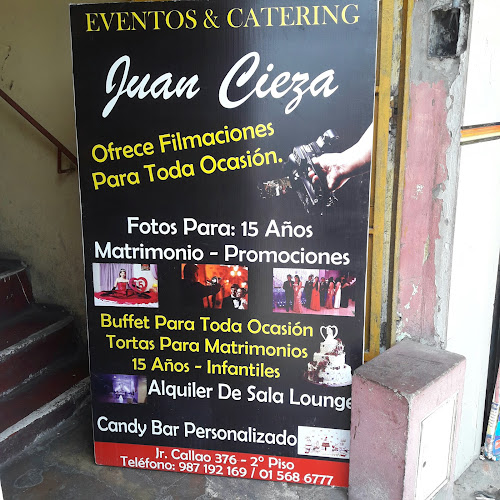 EVENTOS & CATERING
Juan Cieza
Ofrece Filmaciones
Para Toda Ocasión.
Fotos Para: 15 Años
Matrimonio - Promociones
Buffet Para Toda Ocasión
Tortas Para Matrimonios
15 Años - Infantiles
Alquiler De Sala Lounge
Candy Bar Personalizado
Jr. Callao 376 - 2º Piso
Teléfono: 987 192 169 / 01 568 6777